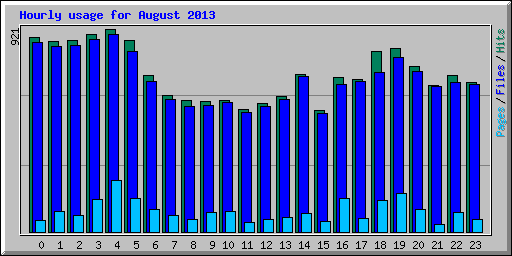 Hourly usage for August 2013
921
Pages / Files / Hits
0 1 2 3 4 5 6 7 8 9 10 11 12 13 14 15 16 17 18 19 20 21 22 23